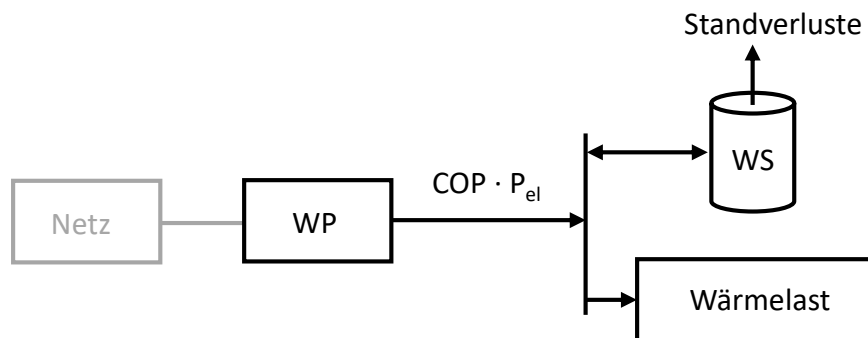 Standverluste
WS
COP · Pel
Netz
WP
Wärmelast